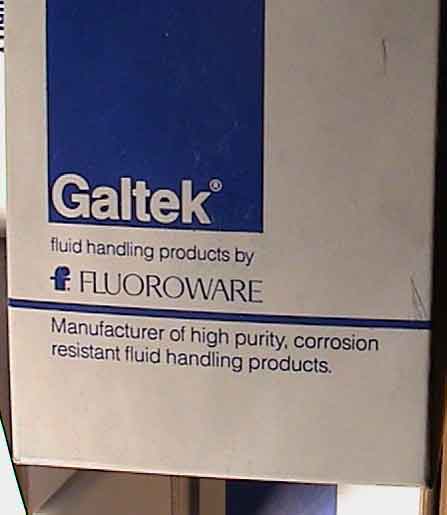 Galtek®
fluid handling products by
f FLUOROWARE
Manufacturer of high purity, corrosion
resistant fluid handling products.